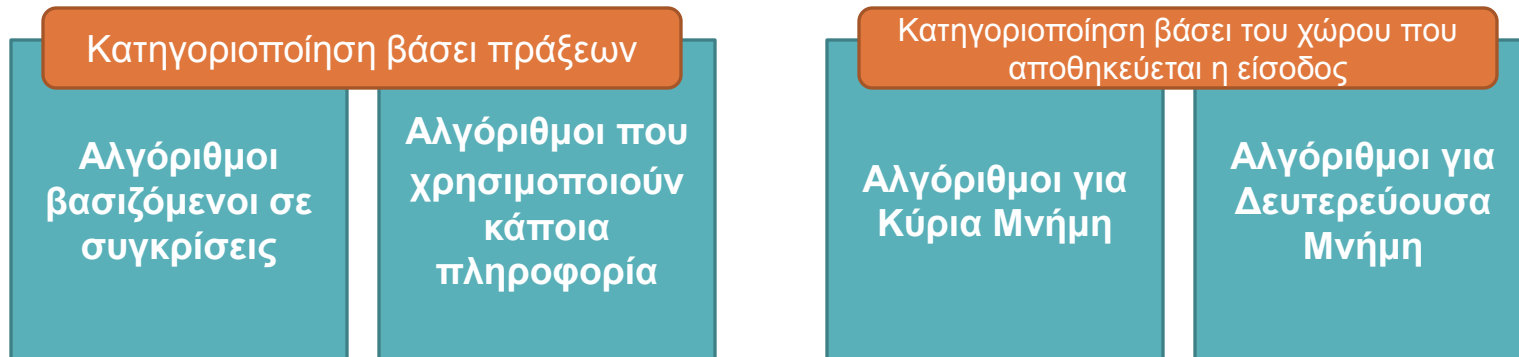 Κατηγοριοποίηση βάσει πράξεων
Αλγόριθμοι
βασιζόμενοι σε
συγκρίσεις
Αλγόριθμοι που
χρησιμοποιούν
κάποια
πληροφορία
Κατηγοριοποίηση βάσει του χώρου που
αποθηκεύεται η είσοδος
Αλγόριθμοι για
Κύρια Μνήμη
Αλγόριθμοι για
Δευτερεύουσα
Μνήμη